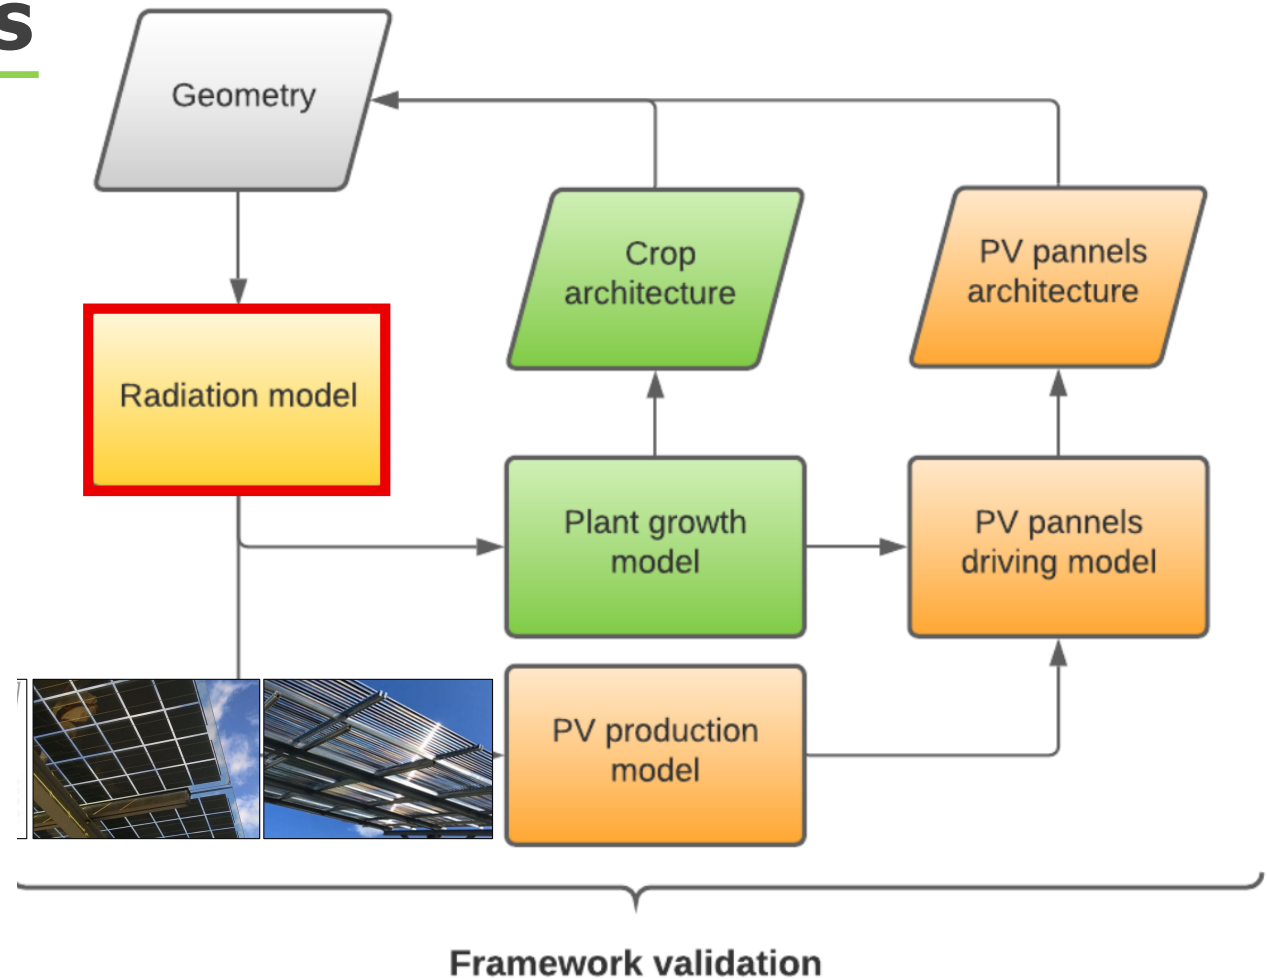 s
Geometry
Crop
architecture
PV pannels
architecture
Radiation model
Plant growth
model
PV pannels
driving model
PV production
model
Framework validation